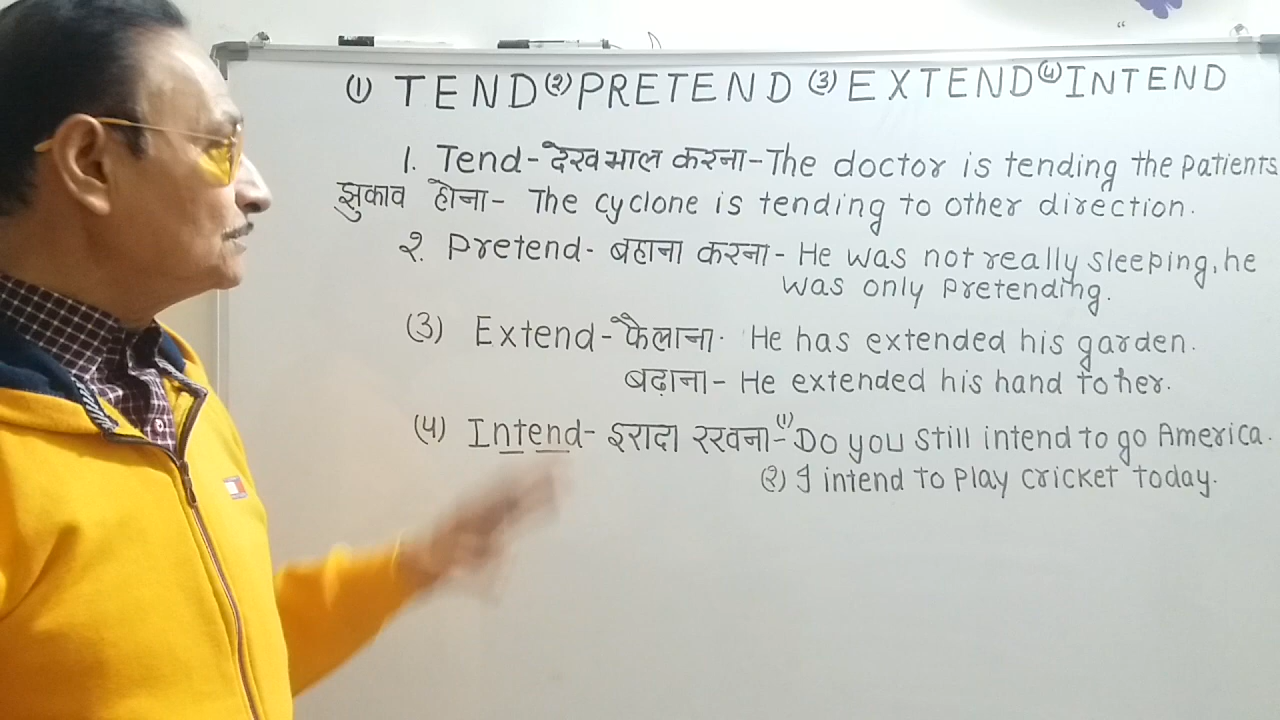 (1) TEND (२) PRETEND (3) EXTEND (4) INTEND
1. Tend - देखभाल करना - The doctor is tending the patients
झुकाव होना - The cyclone is tending to other direction.
२. Pretend - बहाना करना - He was not really sleeping, he
was only pretending.
(3) Extend - फैलाना. He has extended his garden.
बढ़ाना - He extended his hand to her.
(4) Intend - इरादा रखना - (1) Do you still intend to go America.
(२) I intend to play cricket today.